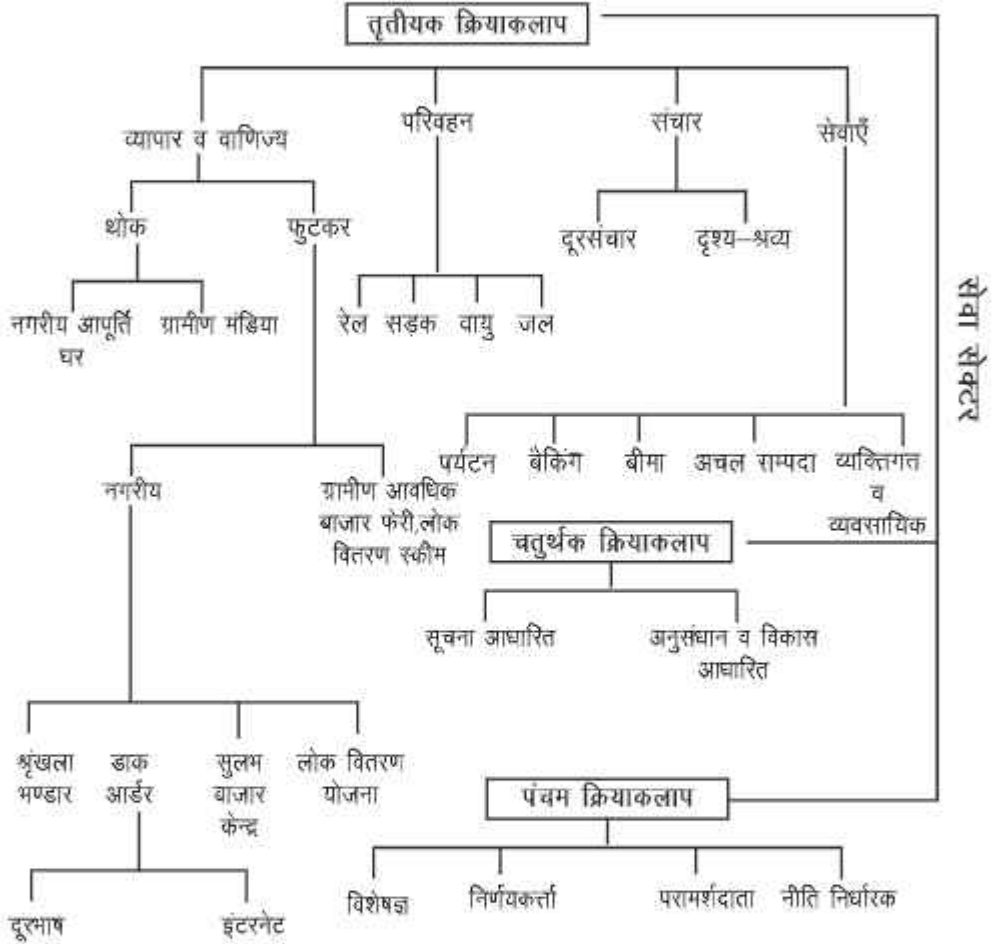 तृतीयक क्रियाकलाप
व्यापार व वाणिज्य
परिवहन
संचार
सेवाएँ
थोक
फुटकर
दूरसंचार
दृश्य–श्रव्य
नगरीय आपूर्ति
घर
ग्रामीण मंडिया
रेल
सड़क
वायु
जल
सेवा सेक्टर
पर्यटन
बैकिंग
बीमा
अचल राम्पदा
व्यक्तिगत
व
व्यवसायिक
नगरीय
ग्रामीण आवधिक
बाजार फेरी,लोक
वितरण स्कीम
चतुर्थक क्रियाकलाप
सूचना आधारित
अनुसंधान व विकास
आधारित
श्रृंखला
भण्डार
डाक
आर्डर
सुलभ
बाजार
केन्द्र
लोक वितरण
योजना
पंचम क्रियाकलाप
दूरभाष
इंटरनेट
विशेषज्ञ
निर्णयकर्त्ता
परामर्शदाता
नीति निर्धारक